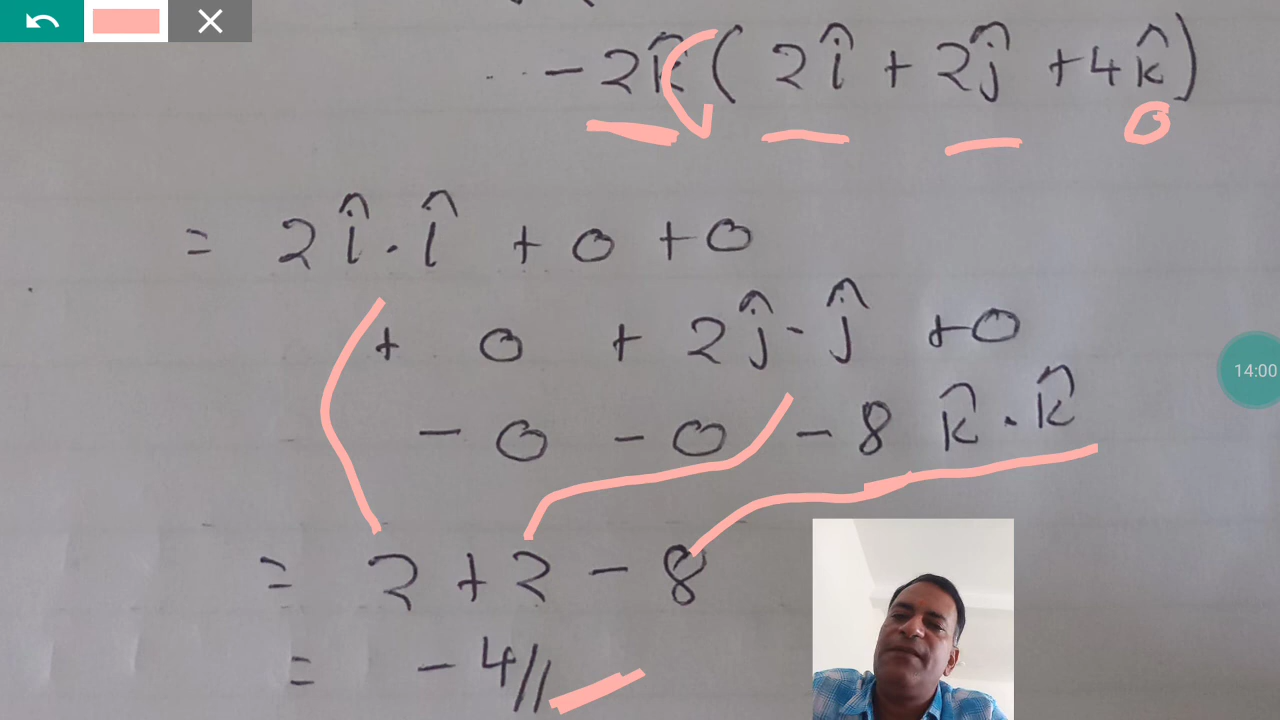 - 2k̂ ( 2î + 2ĵ + 4k̂ )
= 2î . î + 0 + 0
+ 0 + 2ĵ - ĵ + 0
- 0 - 0 - 8 k̂ . k̂
14:00
= 2 + 2 - 8
= - 4//